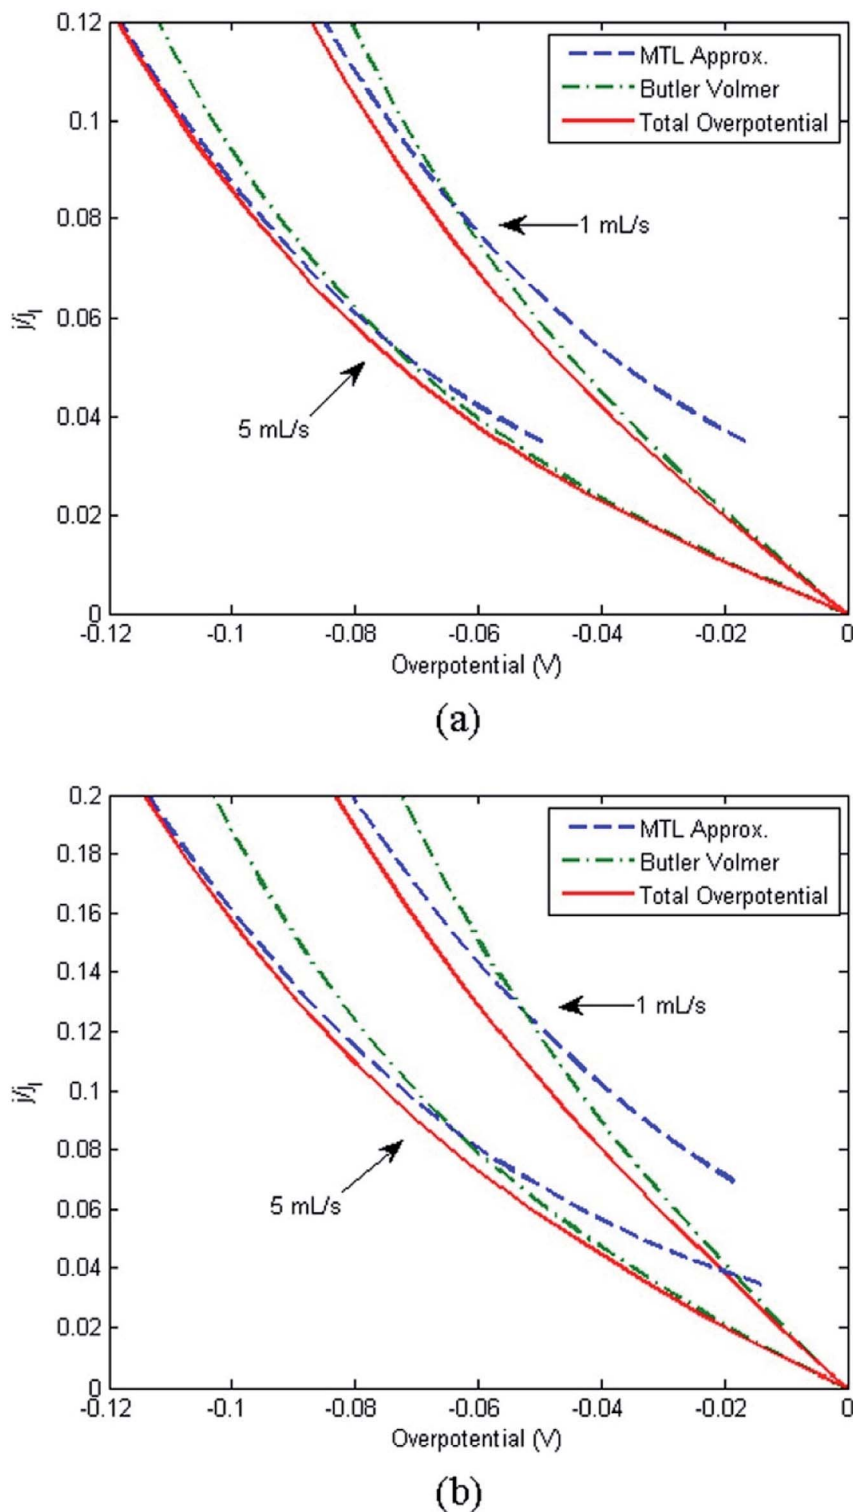 0.12
0.1
0.08
0.06
0.04
0.02
0
j/jₗ
MTL Approx.
Butler Volmer
Total Overpotential
1 mL/s
5 mL/s
-0.12 -0.1 -0.08 -0.06 -0.04 -0.02 0
Overpotential (V)
(a)
0.2
0.18
0.16
0.14
0.12
0.1
0.08
0.06
0.04
0.02
0
j/jₗ
MTL Approx.
Butler Volmer
Total Overpotential
1 mL/s
5 mL/s
-0.12 -0.1 -0.08 -0.06 -0.04 -0.02 0
Overpotential (V)
(b)